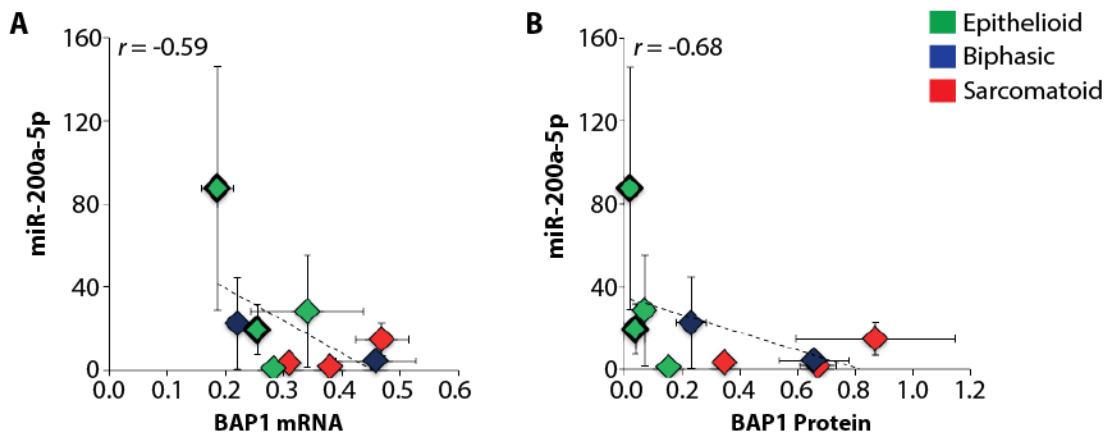 A
r = -0.59
160
120
80
40
0
miR-200a-5p
0.0 0.1 0.2 0.3 0.4 0.5 0.6
BAP1 mRNA
B
r = -0.68
160
120
80
40
0
miR-200a-5p
0.0 0.2 0.4 0.6 0.8 1.0 1.2
BAP1 Protein
Epithelioid
Biphasic
Sarcomatoid